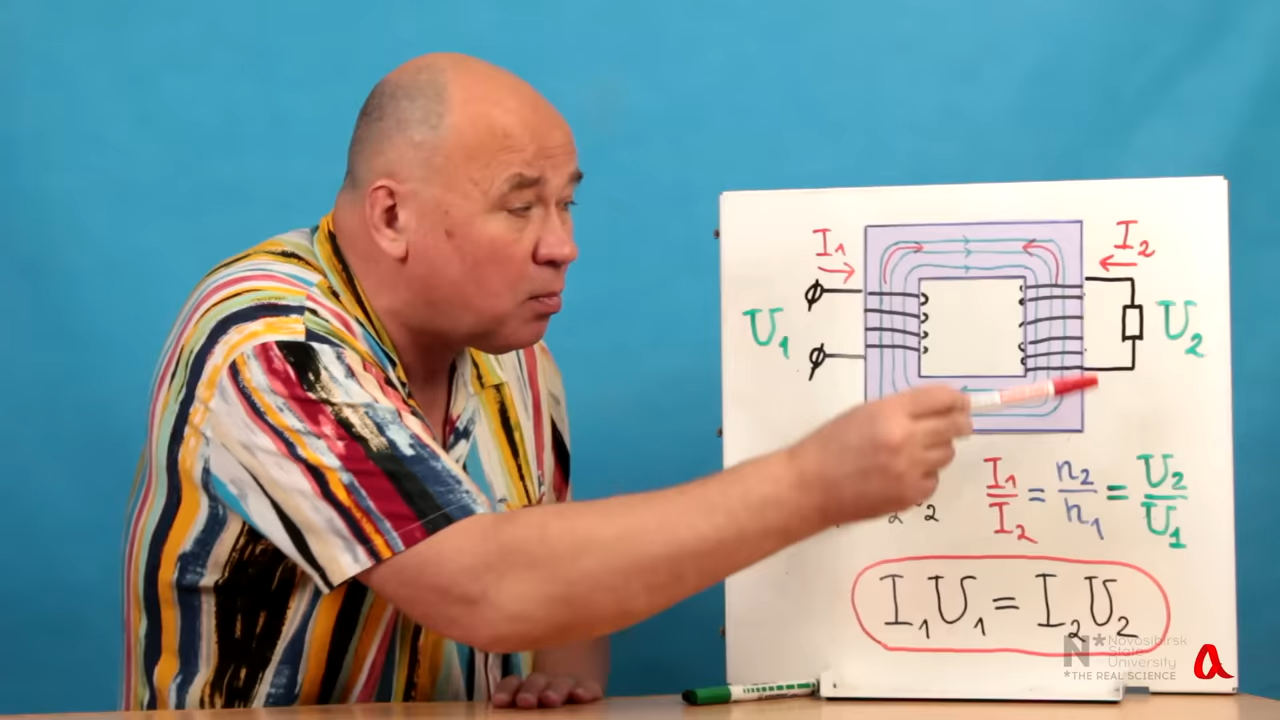 I₁
I₂
U₁
U₂
I₁/I₂ = n₂/n₁ = U₂/U₁
I₁U₁ = I₂U₂
N* Novosibirsk
State
University
*THE REAL SCIENCE
a